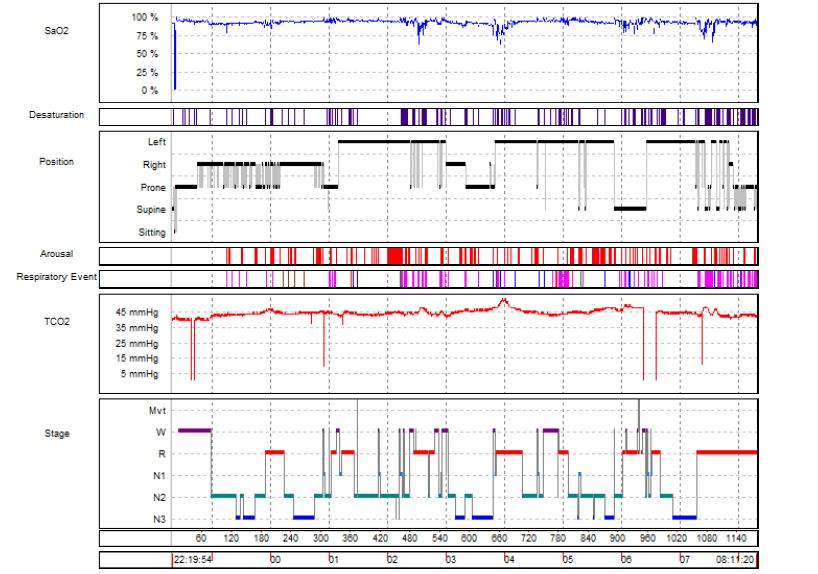 SaO2
100 %
75 %
50 %
25 %
0 %
Desaturation
Position
Left
Right
Prone
Supine
Sitting
Arousal
Respiratory Event
TCO2
45 mmHg
35 mmHg
25 mmHg
15 mmHg
5 mmHg
Stage
Mvt
W
R
N1
N2
N3
60 120 180 240 300 360 420 480 540 600 660 720 780 840 900 960 1020 1080 1140
22:19:54 00 01 02 03 04 05 06 07 08:11:20